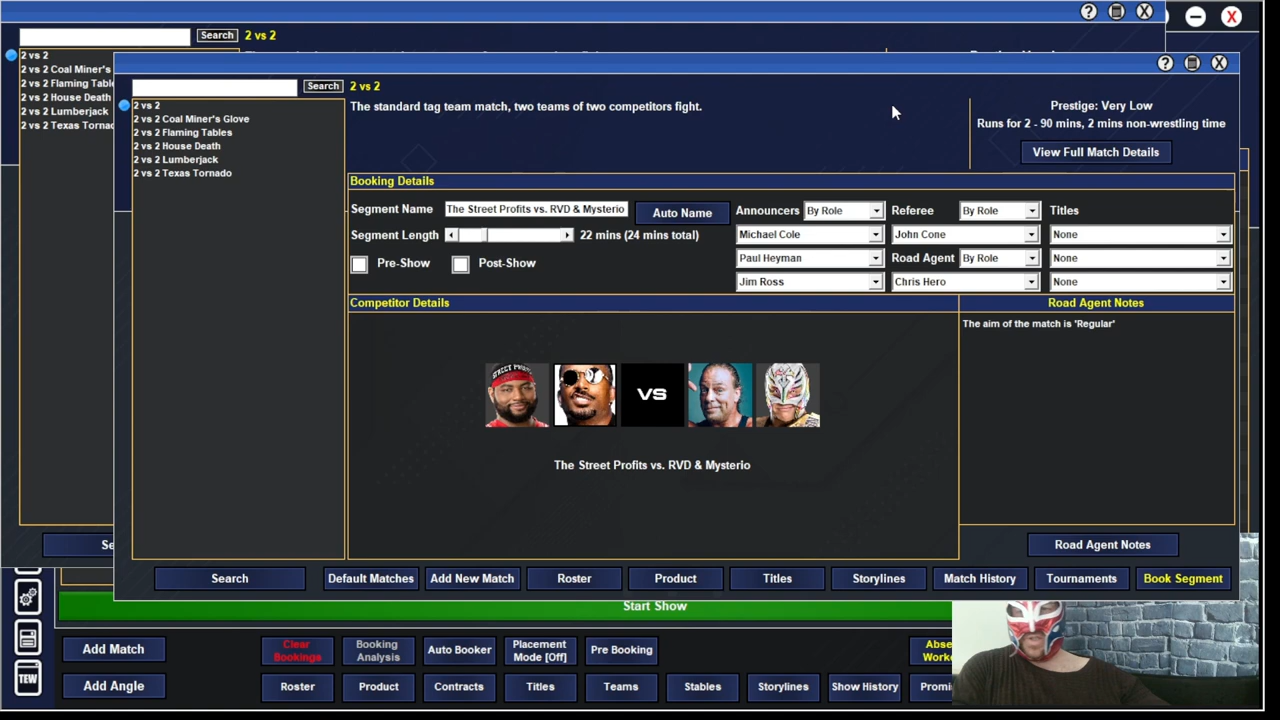 Search
2 vs 2
2 vs 2
2 vs 2 Coal Miner's
2 vs 2 Flaming Table
2 vs 2 House Death
2 vs 2 Lumberjack
2 vs 2 Texas Tornad
Search
2 vs 2
2 vs 2
2 vs 2 Coal Miner's Glove
2 vs 2 Flaming Tables
2 vs 2 House Death
2 vs 2 Lumberjack
2 vs 2 Texas Tornado
The standard tag team match, two teams of two competitors fight.
Prestige: Very Low
Runs for 2 - 90 mins, 2 mins non-wrestling time
View Full Match Details
Booking Details
Segment Name
The Street Profits vs. RVD & Mysterio
Auto Name
Announcers
By Role
Referee
By Role
Titles
Segment Length
22 mins (24 mins total)
Michael Cole
John Cone
None
Pre-Show
Post-Show
Paul Heyman
Road Agent
By Role
None
Jim Ross
Chris Hero
None
Competitor Details
Road Agent Notes
The aim of the match is 'Regular'
VS
The Street Profits vs. RVD & Mysterio
Road Agent Notes
Se
Search
Default Matches
Add New Match
Roster
Product
Titles
Storylines
Match History
Tournaments
Book Segment
Start Show
Add Match
Clear
Bookings
Booking
Analysis
Auto Booker
Placement
Mode [Off]
Pre Booking
Abse
Work
Add Angle
Roster
Product
Contracts
Titles
Teams
Stables
Storylines
Show History
Promi
TEW